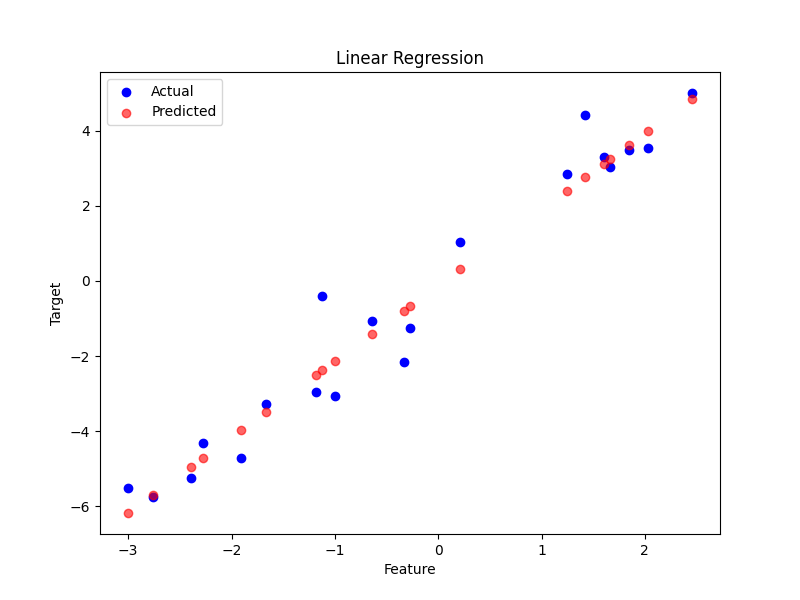 Linear Regression
Actual
Predicted
4
2
0
−2
−4
−6
Target
−3
−2
−1
0
1
2
Feature